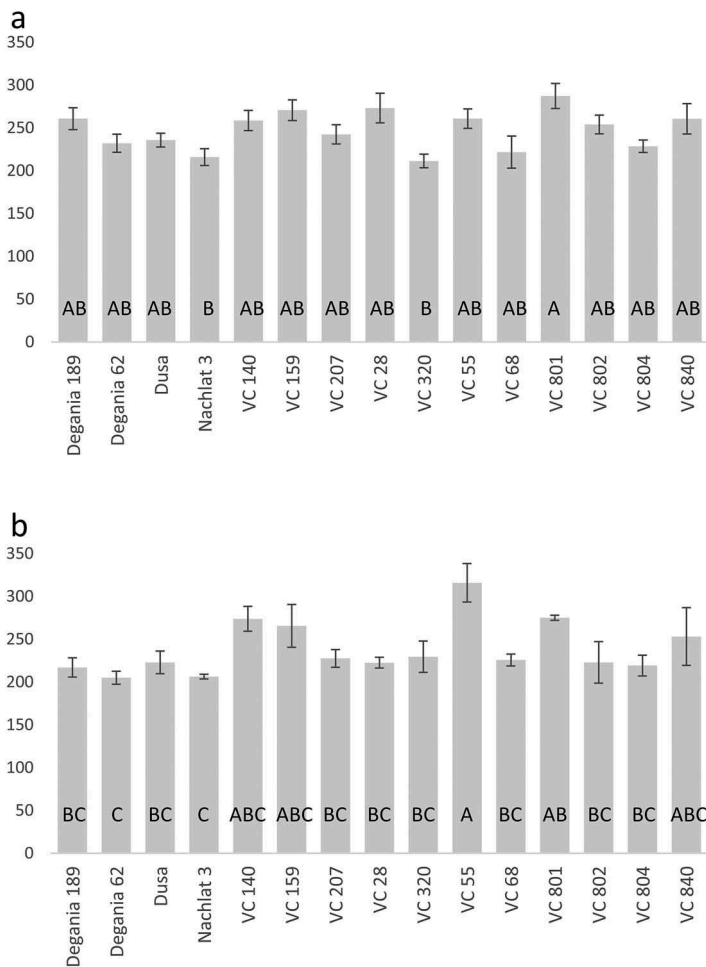 a
350
300
250
200
150
100
50
0
AB AB AB B AB AB AB AB B AB AB A AB AB AB
Degania 189
Degania 62
Dusa
Nachlat 3
VC 140
VC 159
VC 207
VC 28
VC 320
VC 55
VC 68
VC 801
VC 802
VC 804
VC 840
b
350
300
250
200
150
100
50
0
BC C BC C ABC ABC BC BC BC A BC AB BC BC ABC
Degania 189
Degania 62
Dusa
Nachlat 3
VC 140
VC 159
VC 207
VC 28
VC 320
VC 55
VC 68
VC 801
VC 802
VC 804
VC 840